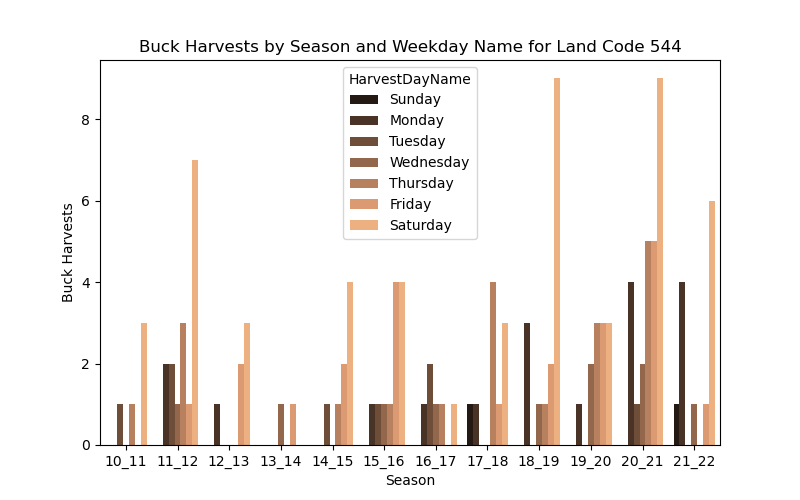 Buck Harvests by Season and Weekday Name for Land Code 544
HarvestDayName
Sunday
Monday
Tuesday
Wednesday
Thursday
Friday
Saturday
Buck Harvests
8
6
4
2
0
10_11 11_12 12_13 13_14 14_15 15_16 16_17 17_18 18_19 19_20 20_21 21_22
Season